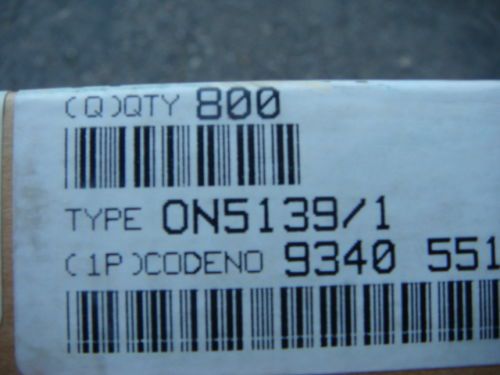 (Q)QTY 800
TYPE ON5139/1
(1P)CODENO 9340 551